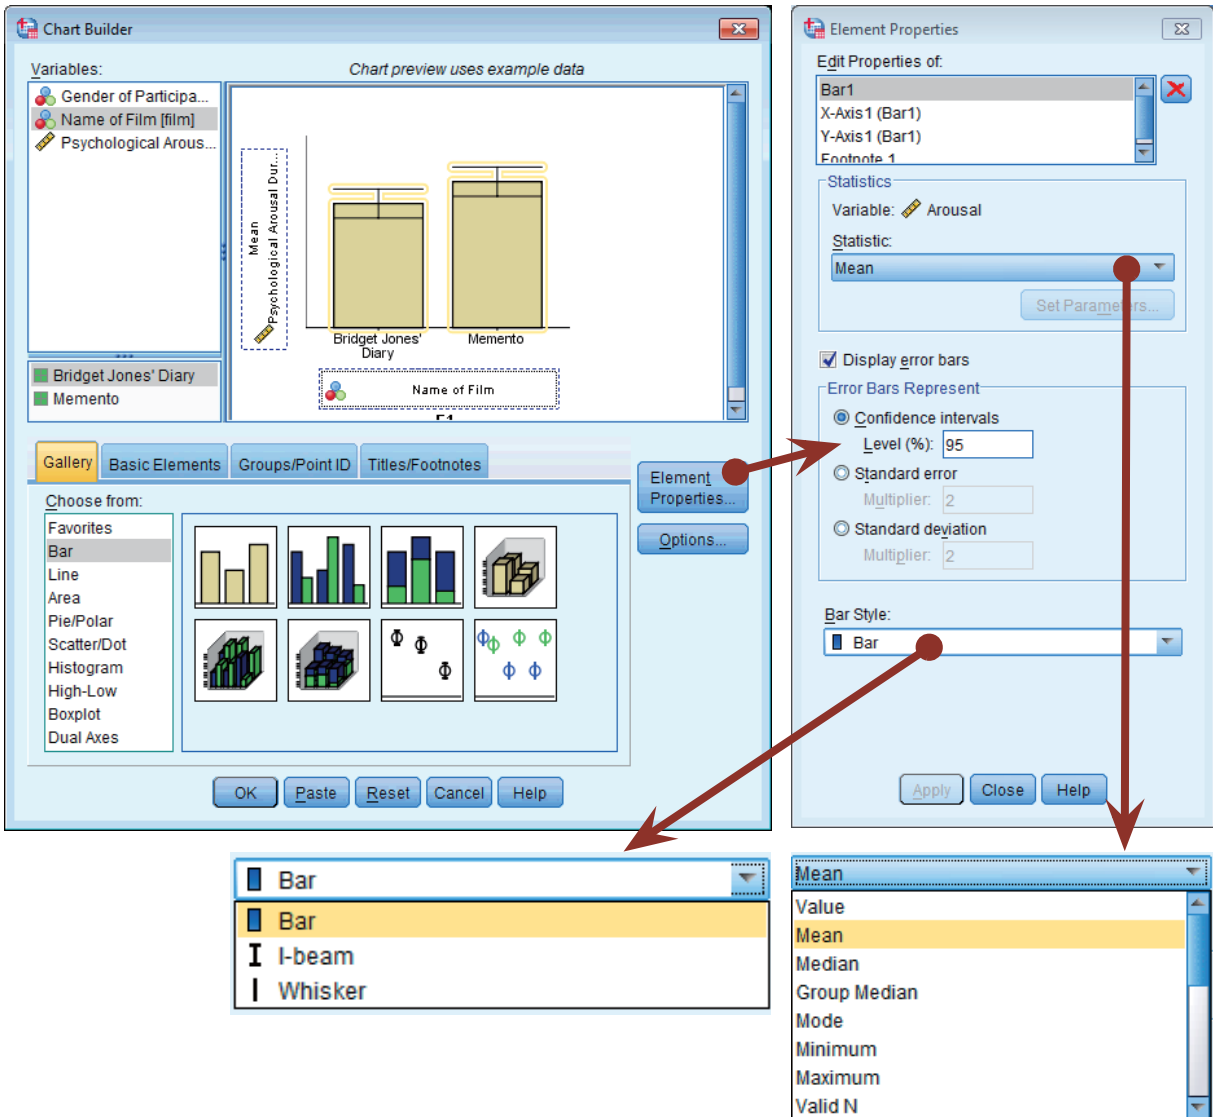 Chart Builder
Variables:
Chart preview uses example data
Gender of Participa...
Name of Film [film]
Psychological Arous...
Mean
Psychological Arousal Dur...
Bridget Jones'
Diary
Memento
Name of Film
Bridget Jones' Diary
Memento
Gallery
Basic Elements
Groups/Point ID
Titles/Footnotes
Choose from:
Favorites
Bar
Line
Area
Pie/Polar
Scatter/Dot
Histogram
High-Low
Boxplot
Dual Axes
Element
Properties...
Options...
OK
Paste
Reset
Cancel
Help
Element Properties
Edit Properties of:
Bar1
X-Axis1 (Bar1)
Y-Axis1 (Bar1)
Footnote 1
Statistics
Variable: Arousal
Statistic:
Mean
Set Parameters...
Display error bars
Error Bars Represent
Confidence intervals
Level (%): 95
Standard error
Multiplier: 2
Standard deviation
Multiplier: 2
Bar Style:
Bar
Apply
Close
Help
Bar
Bar
I-beam
Whisker
Mean
Value
Mean
Median
Group Median
Mode
Minimum
Maximum
Valid N